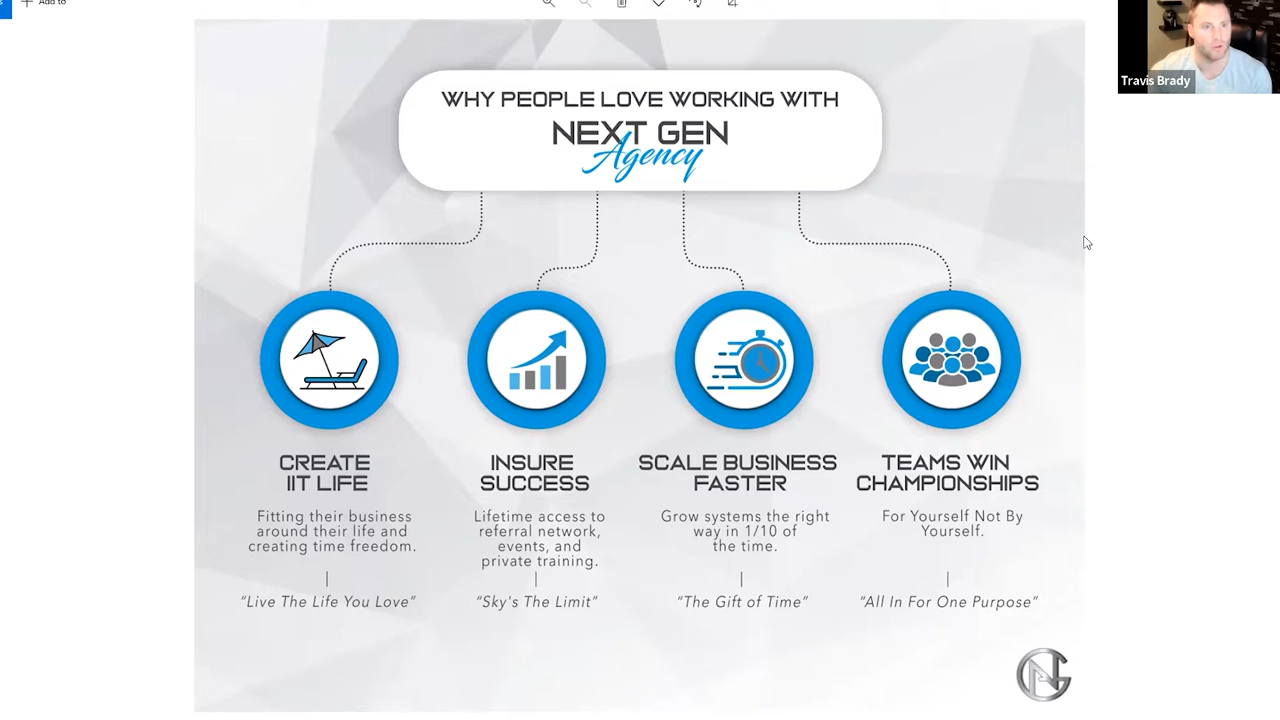 Add to
Travis Brady
WHY PEOPLE LOVE WORKING WITH
NEXT GEN
Agency
CREATE
IIT LIFE
Fitting their business
around their life and
creating time freedom.
"Live The Life You Love"
INSURE
SUCCESS
Lifetime access to
referral network,
events, and
private training.
"Sky's The Limit"
SCALE BUSINESS
FASTER
Grow systems the right
way in 1/10 of
the time.
"The Gift of Time"
TEAMS WIN
CHAMPIONSHIPS
For Yourself Not By
Yourself.
"All In For One Purpose"